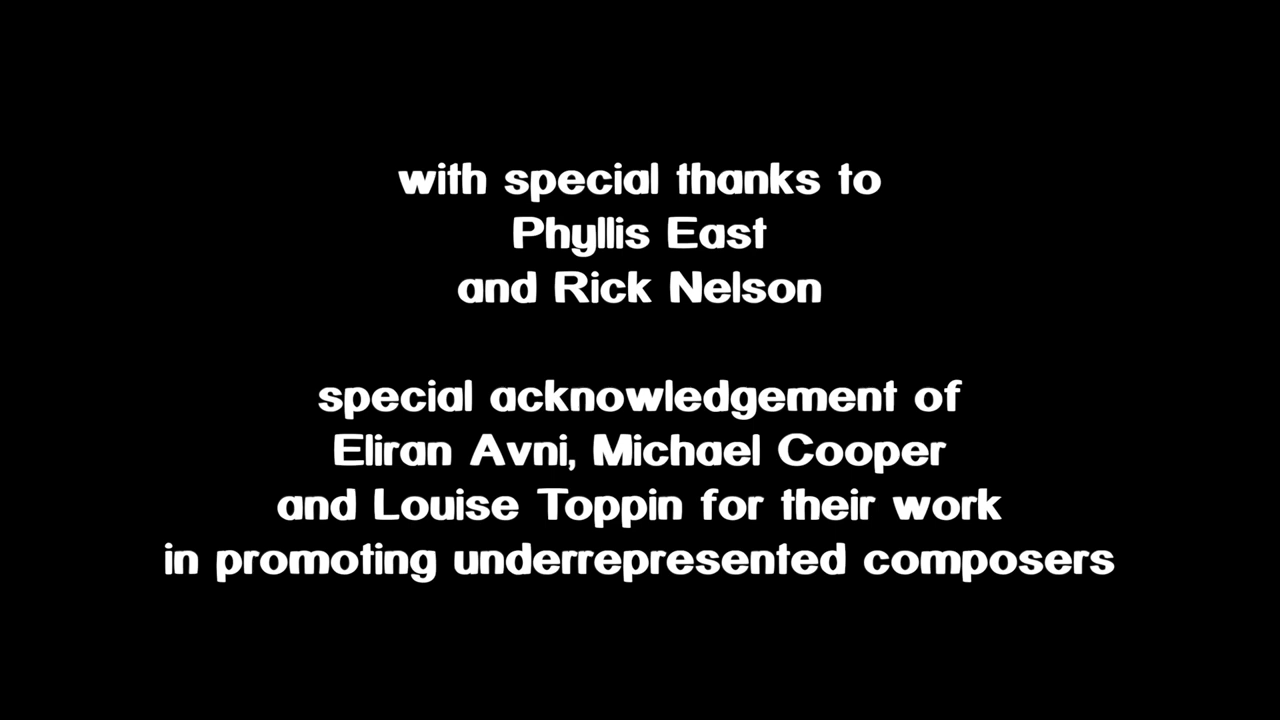 with special thanks to
Phyllis East
and Rick Nelson
special acknowledgement of
Eliran Avni, Michael Cooper
and Louise Toppin for their work
in promoting underrepresented composers